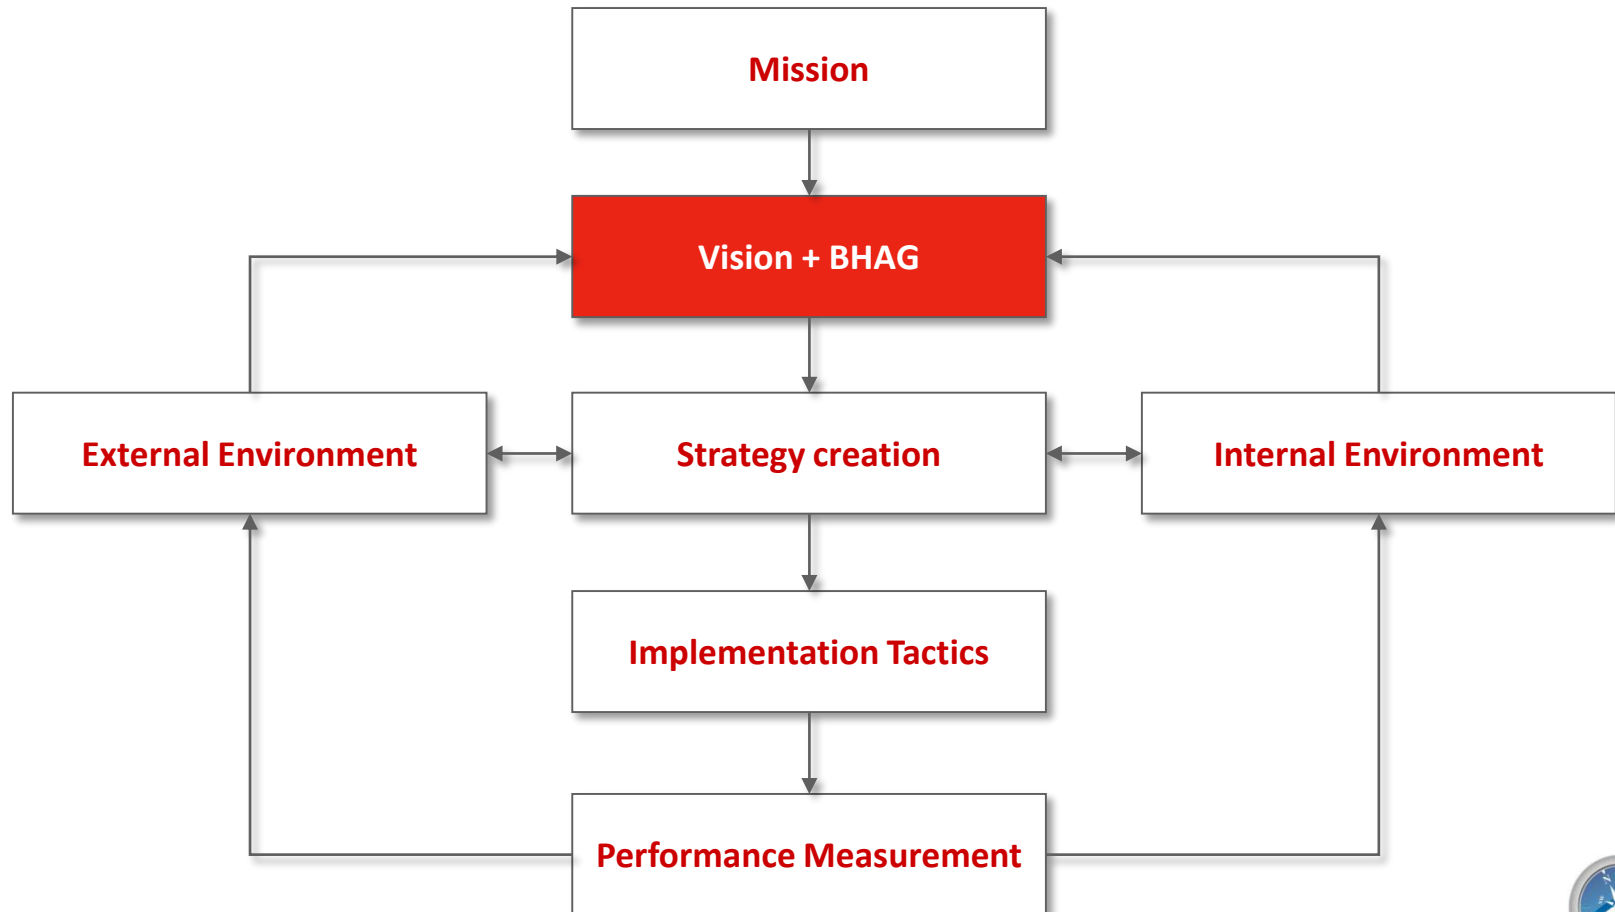 Mission
Vision + BHAG
External Environment
Strategy creation
Internal Environment
Implementation Tactics
Performance Measurement
N